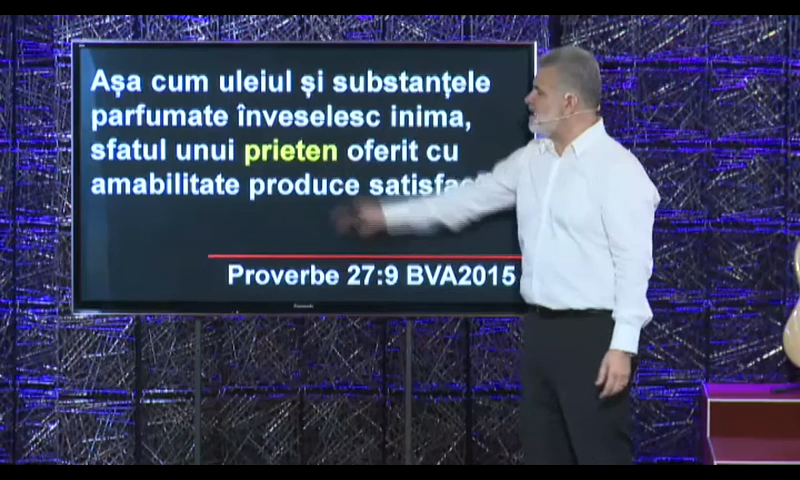 Așa cum uleiul și substanțele
parfumate înveselesc inima,
sfatul unui prieten oferit cu
amabilitate produce
Proverbe 27:9 BVA2015
Panasonic